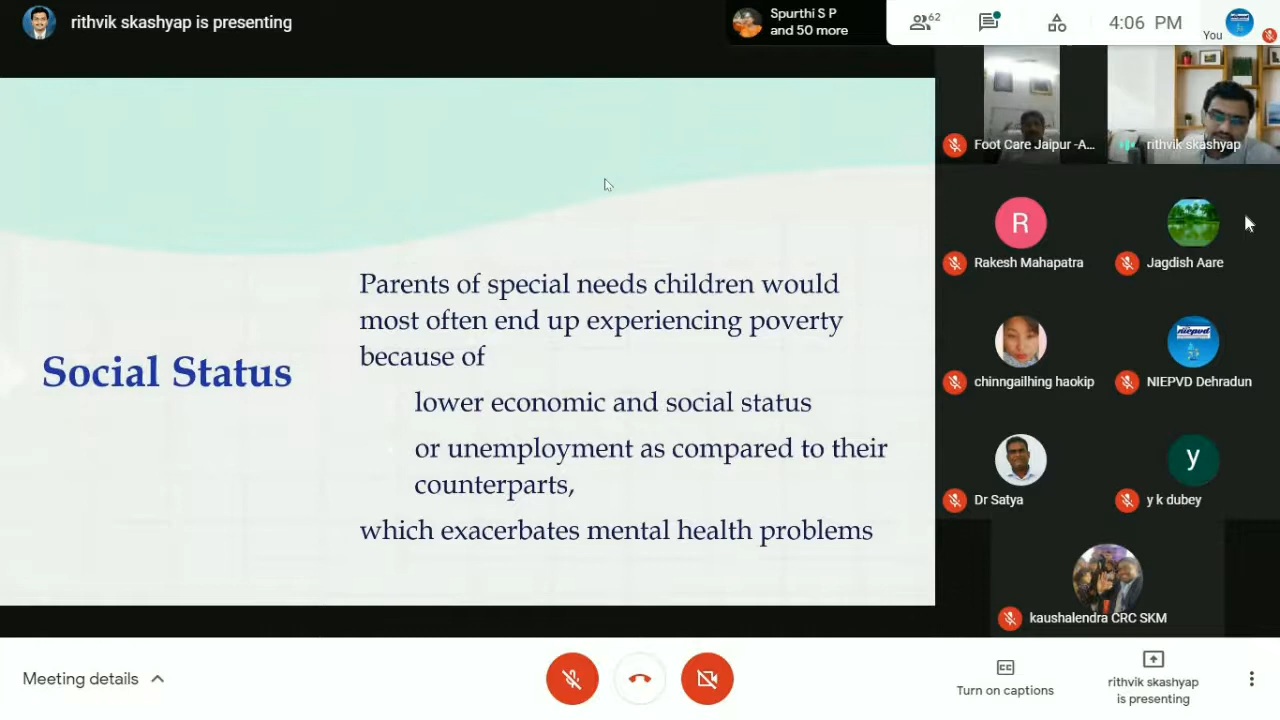 rithvik skashyap is presenting
Spurthi S P
and 50 more
62
4:06 PM
You
Foot Care Jaipur -A...
rithvik skashyap
R
Rakesh Mahapatra
Jagdish Aare
Social Status
Parents of special needs children would
most often end up experiencing poverty
because of
lower economic and social status
or unemployment as compared to their
counterparts,
which exacerbates mental health problems
chinngailhing haokip
niepvd
NIEPVD Dehradun
Dr Satya
y
y k dubey
kaushalendra CRC SKM
Meeting details
CC
Turn on captions
rithvik skashyap
is presenting